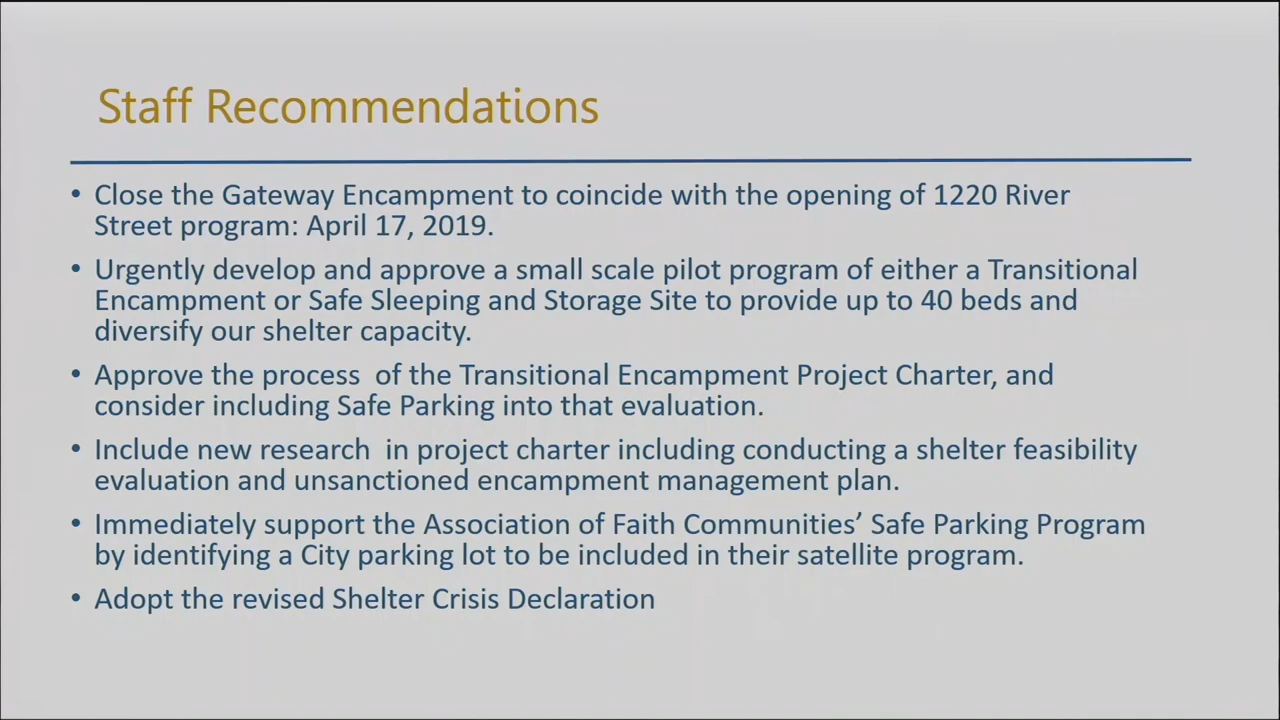 Staff Recommendations
• Close the Gateway Encampment to coincide with the opening of 1220 River
Street program: April 17, 2019.
• Urgently develop and approve a small scale pilot program of either a Transitional
Encampment or Safe Sleeping and Storage Site to provide up to 40 beds and
diversify our shelter capacity.
• Approve the process  of the Transitional Encampment Project Charter, and
consider including Safe Parking into that evaluation.
• Include new research  in project charter including conducting a shelter feasibility
evaluation and unsanctioned encampment management plan.
• Immediately support the Association of Faith Communities’ Safe Parking Program
by identifying a City parking lot to be included in their satellite program.
• Adopt the revised Shelter Crisis Declaration